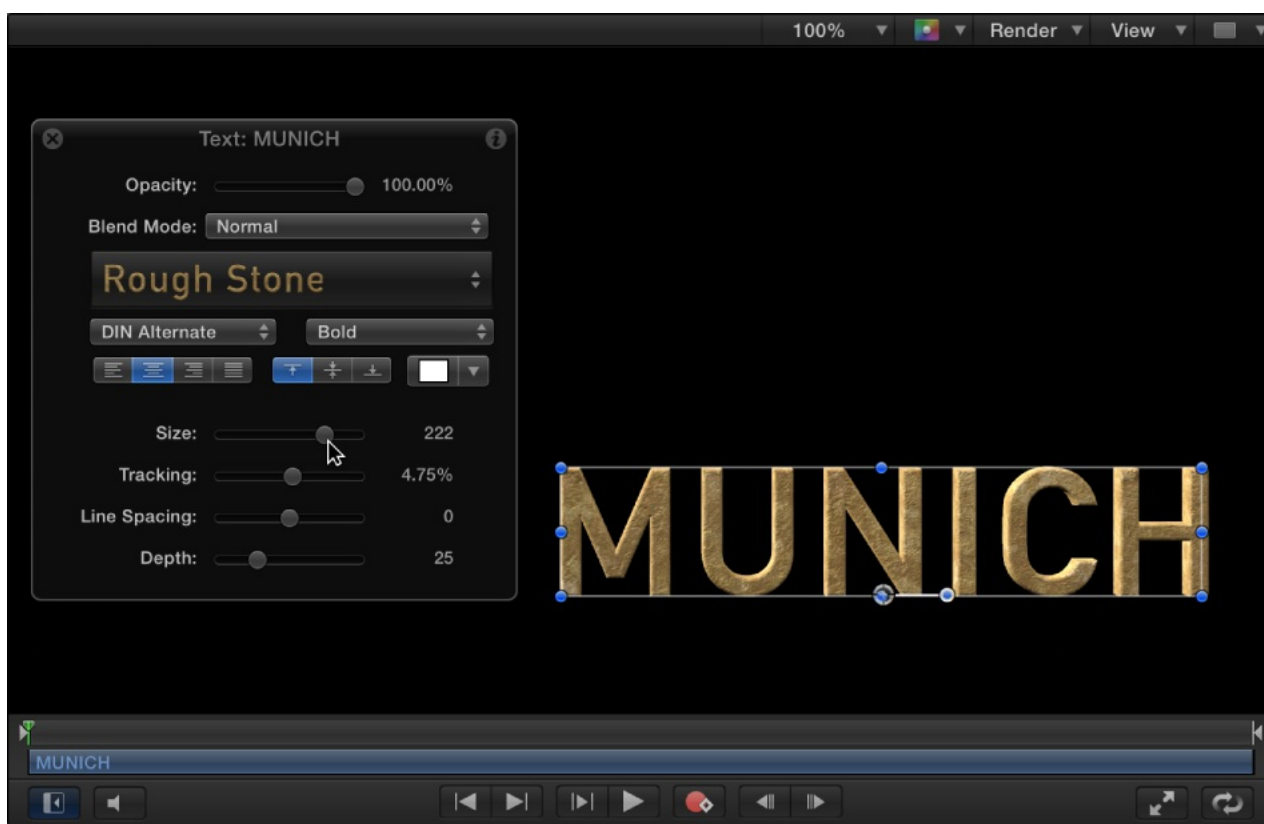 100% Render View
Text: MUNICH
Opacity: 100.00%
Blend Mode: Normal
Rough Stone
DIN Alternate Bold
Size: 222
Tracking: 4.75%
Line Spacing: 0
Depth: 25
MUNICH
MUNICH